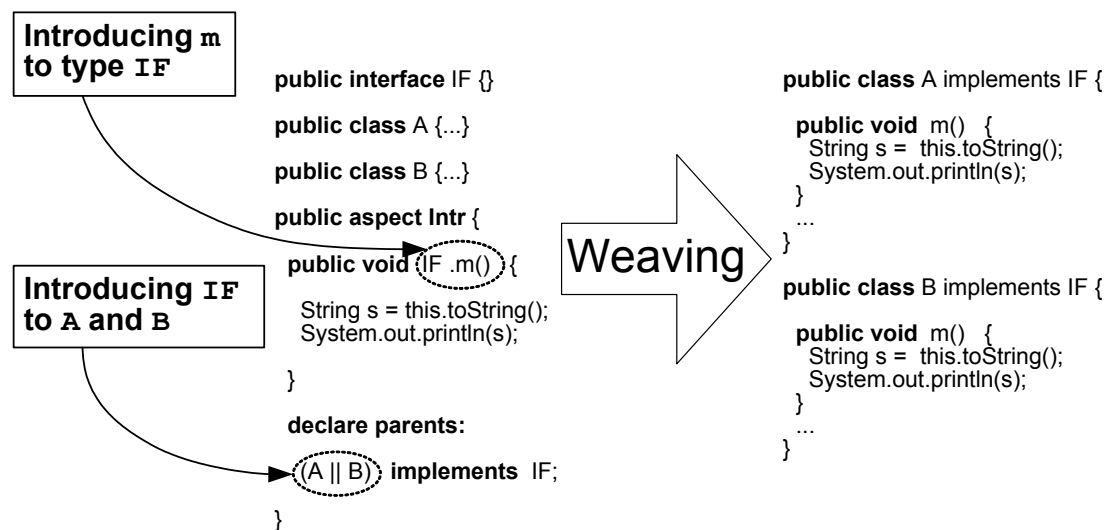 Introducing m
to type IF
public interface IF {}
public class A {...}
public class B {...}
public aspect Intr {
public void IF .m() {
String s = this.toString();
System.out.println(s);
}
Introducing IF
to A and B
declare parents:
(A || B) implements IF;
}
Weaving
public class A implements IF {
public void m() {
String s = this.toString();
System.out.println(s);
}
...
}
public class B implements IF {
public void m() {
String s = this.toString();
System.out.println(s);
}
...
}